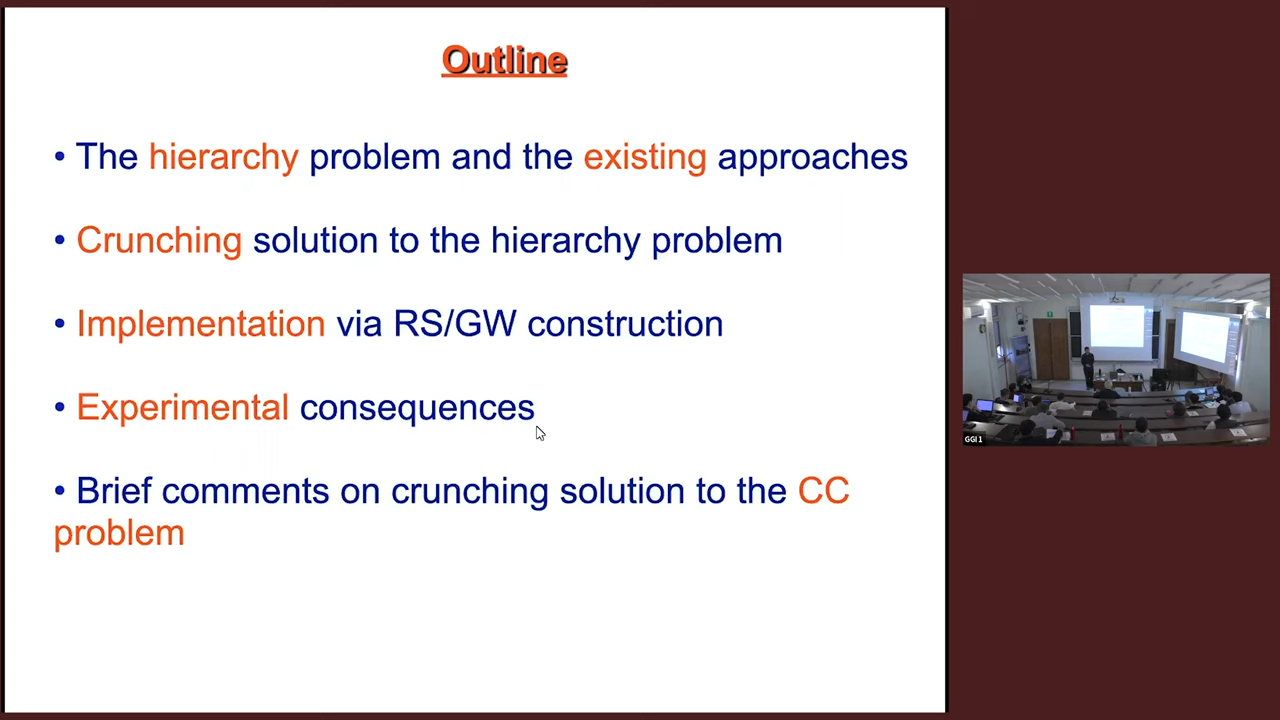 Outline
• The hierarchy problem and the existing approaches
• Crunching solution to the hierarchy problem
• Implementation via RS/GW construction
• Experimental consequences
• Brief comments on crunching solution to the CC
problem
GGI 1